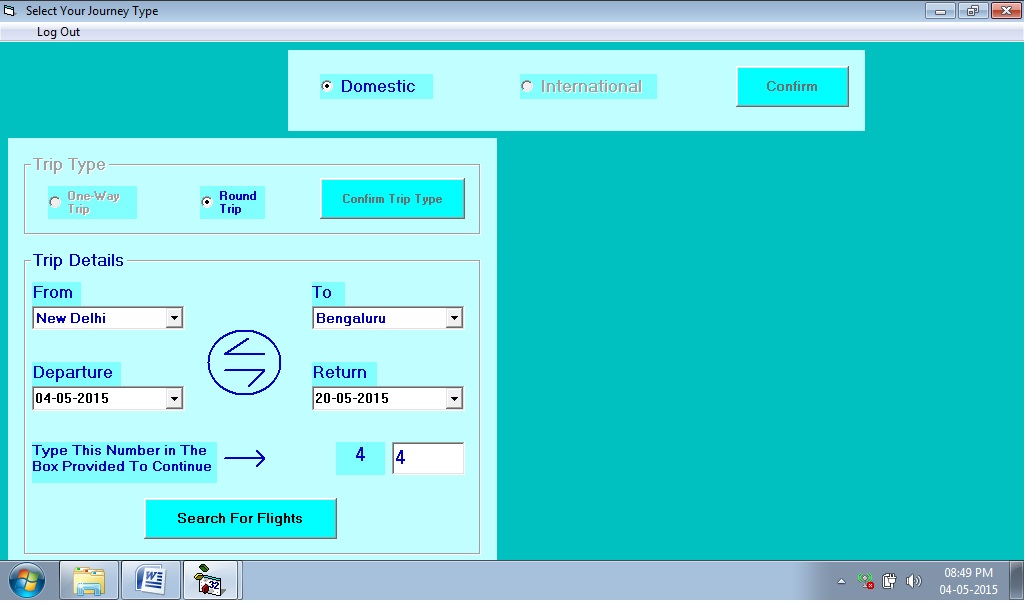 Select Your Journey Type
Log Out
Domestic
International
Confirm
Trip Type
One-Way
Trip
Round
Trip
Confirm Trip Type
Trip Details
From
To
New Delhi
Bengaluru
Departure
Return
04-05-2015
20-05-2015
Type This Number in The
Box Provided To Continue
4
4
Search For Flights
32
08:49 PM
04-05-2015